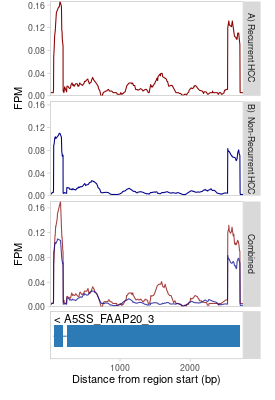 0.16
0.12
0.08
0.04
0.00
FPM
A) Recurrent HCC
0.16
0.12
0.08
0.04
0.00
B) Non-Recurrent HCC
0.16
0.12
0.08
0.04
0.00
FPM
Combined
< A5SS_FAAP20_3
1000 2000
Distance from region start (bp)